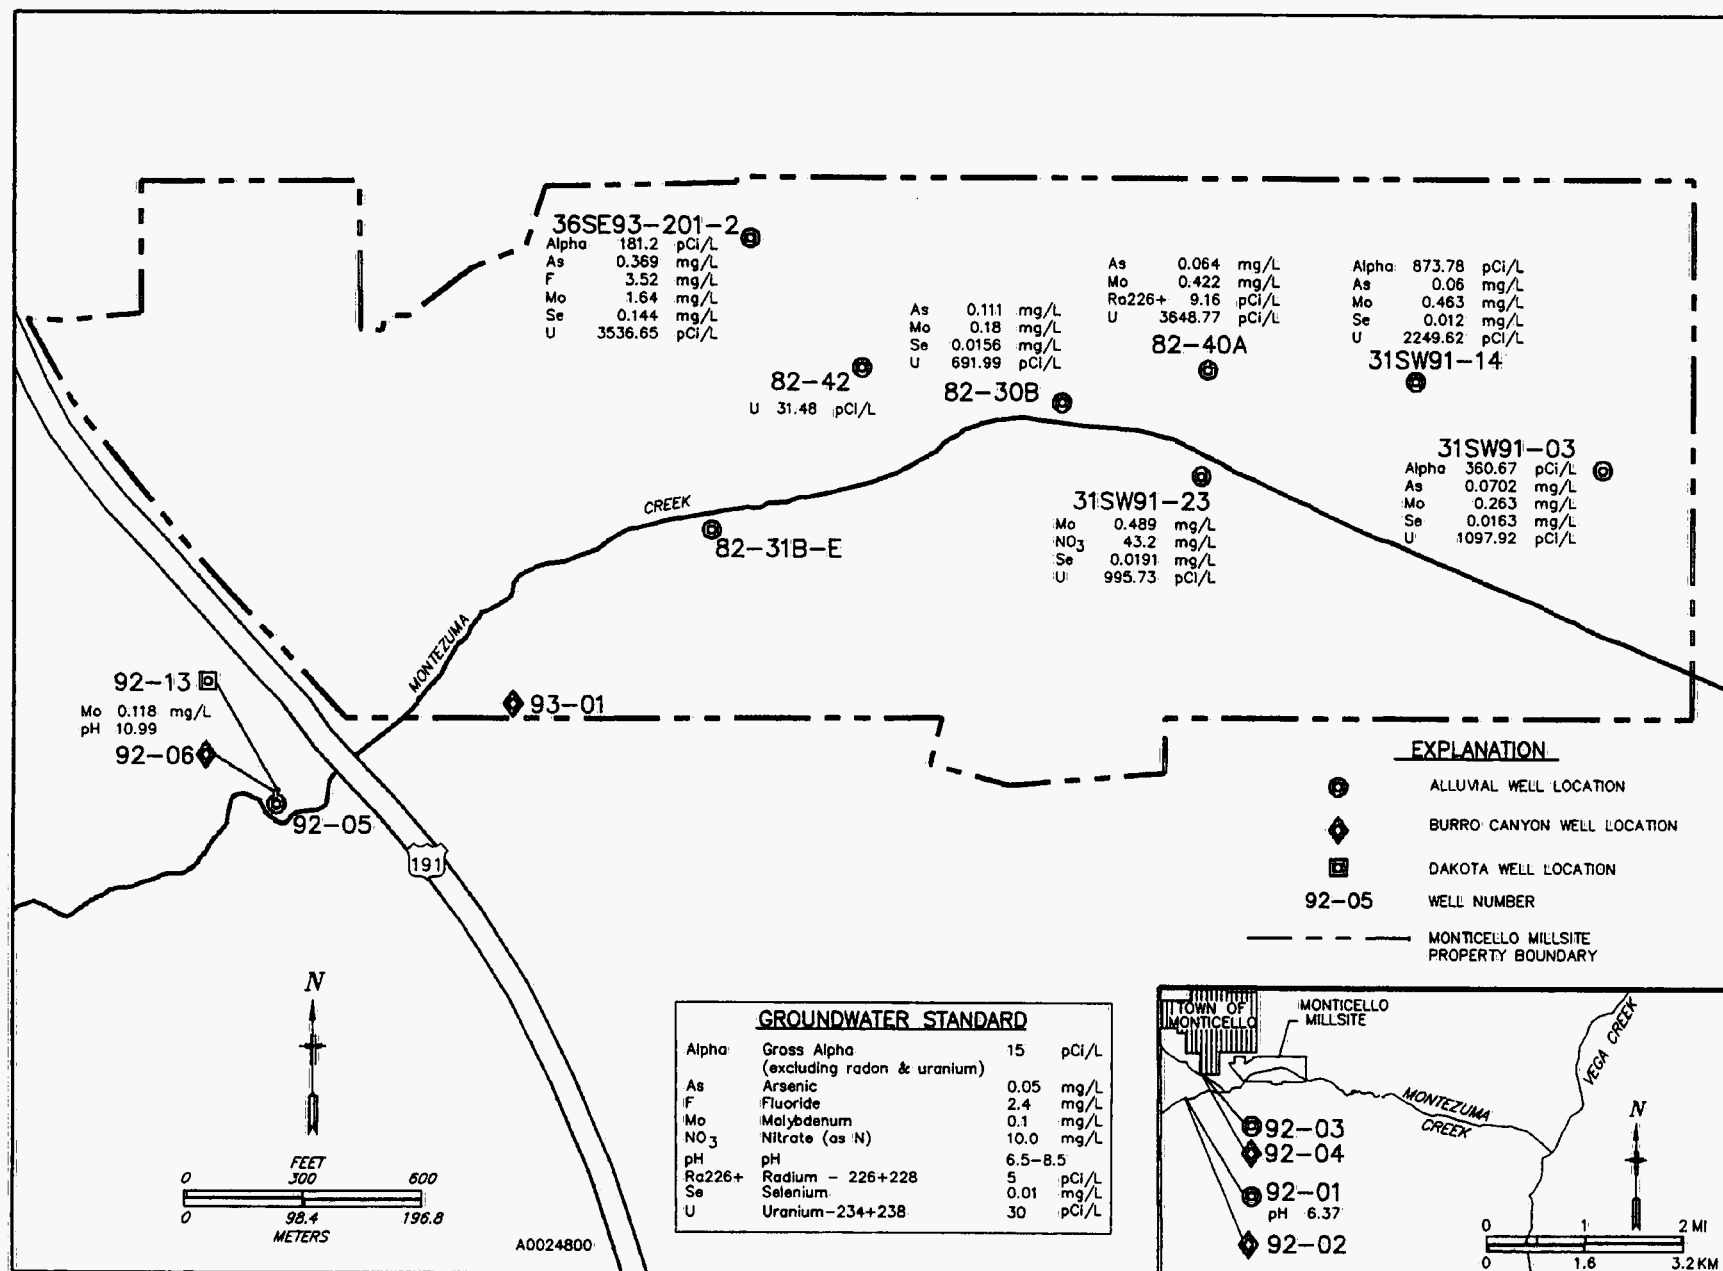 36SE93-201-2
Alpha 181.2 pCi/L
As 0.369 mg/L
F 3.52 mg/L
Mo 1.64 mg/L
Se 0.144 mg/L
U 3536.65 pCi/L
82-42
U 31.48 pCi/L
As 0.111 mg/L
Mo 0.18 mg/L
Se 0.0156 mg/L
U 691.99 pCi/L
82-30B
As 0.064 mg/L
Mo 0.422 mg/L
Ra226+ 9.16 pCi/L
U 3648.77 pCi/L
82-40A
Alpha 873.78 pCi/L
As 0.06 mg/L
Mo 0.463 mg/L
Se 0.012 mg/L
U 2249.62 pCi/L
31SW91-14
31SW91-03
Alpha 360.67 pCi/L
As 0.0702 mg/L
Mo 0.263 mg/L
Se 0.0163 mg/L
U 1097.92 pCi/L
31SW91-23
Mo 0.489 mg/L
NO3 43.2 mg/L
Se 0.0191 mg/L
U 995.73 pCi/L
CREEK
82-31B-E
MONTEZUMA
93-01
92-13
Mo 0.118 mg/L
pH 10.99
92-06
92-05
191
EXPLANATION
ALLUVIAL WELL LOCATION
BURRO CANYON WELL LOCATION
DAKOTA WELL LOCATION
92-05 WELL NUMBER
MONTICELLO MILLSITE
PROPERTY BOUNDARY
N
FEET
0 300 600
0 98.4 196.8
METERS
A0024800
GROUNDWATER STANDARD
Alpha Gross Alpha 15 pCi/L
(excluding radon & uranium)
As Arsenic 0.05 mg/L
F Fluoride 2.4 mg/L
Mo Molybdenum 0.1 mg/L
NO3 Nitrate (as N) 10.0 mg/L
pH pH 6.5-8.5
Ra226+ Radium - 226+228 5 pCi/L
Se Selenium 0.01 mg/L
U Uranium-234+238 30 pCi/L
TOWN OF
MONTICELLO
MONTICELLO
MILLSITE
VEGA CREEK
MONTEZUMA
CREEK
92-03
92-04
92-01
pH 6.37
92-02
N
0 1 2 MI
0 1.6 3.2 KM